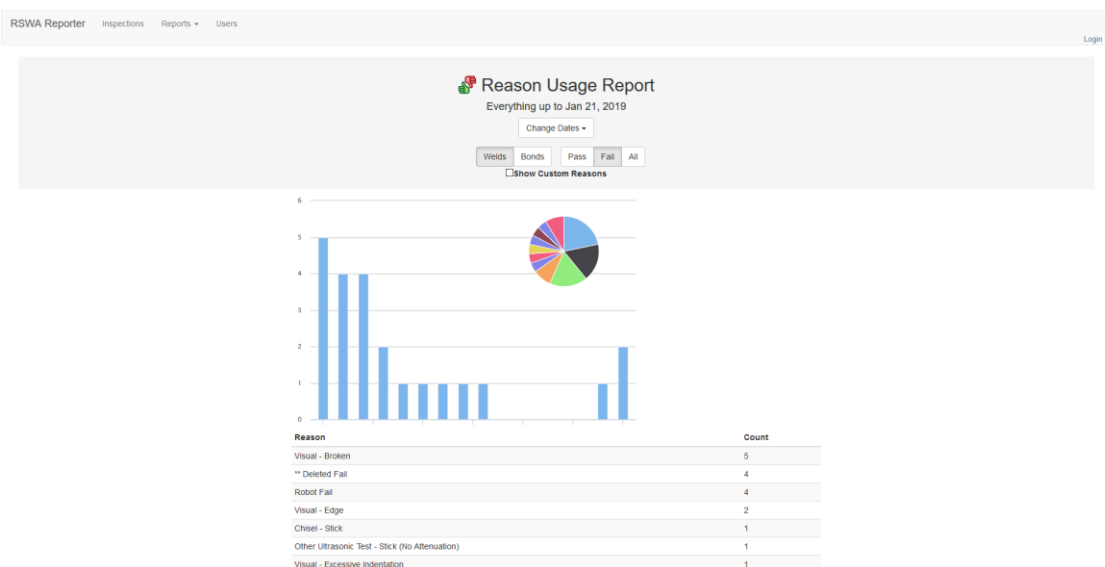 RSWA Reporter Inspections Reports Users
Login
Reason Usage Report
Everything up to Jan 21, 2019
Change Dates
Welds Bonds Pass Fail All
Show Custom Reasons
6
5
4
3
2
1
0
Reason Count
Visual - Broken 5
** Deleted Fail 4
Robot Fail 4
Visual - Edge 2
Chisel - Stick 1
Other Ultrasonic Test - Stick (No Attenuation) 1
Visual - Excessive Indentation 1